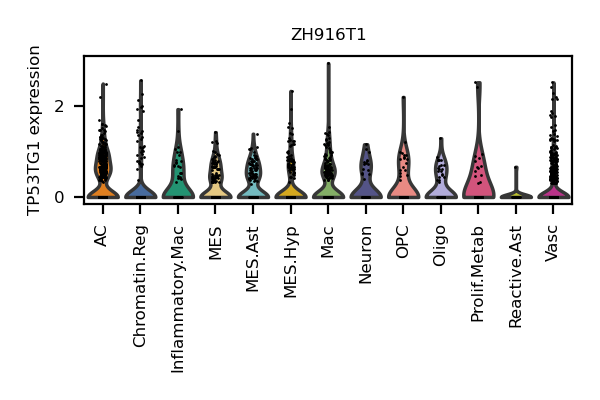 ZH916T1
TP53TG1 expression
2
0
AC
Chromatin.Reg
Inflammatory.Mac
MES
MES.Ast
MES.Hyp
Mac
Neuron
OPC
Oligo
Prolif.Metab
Reactive.Ast
Vasc